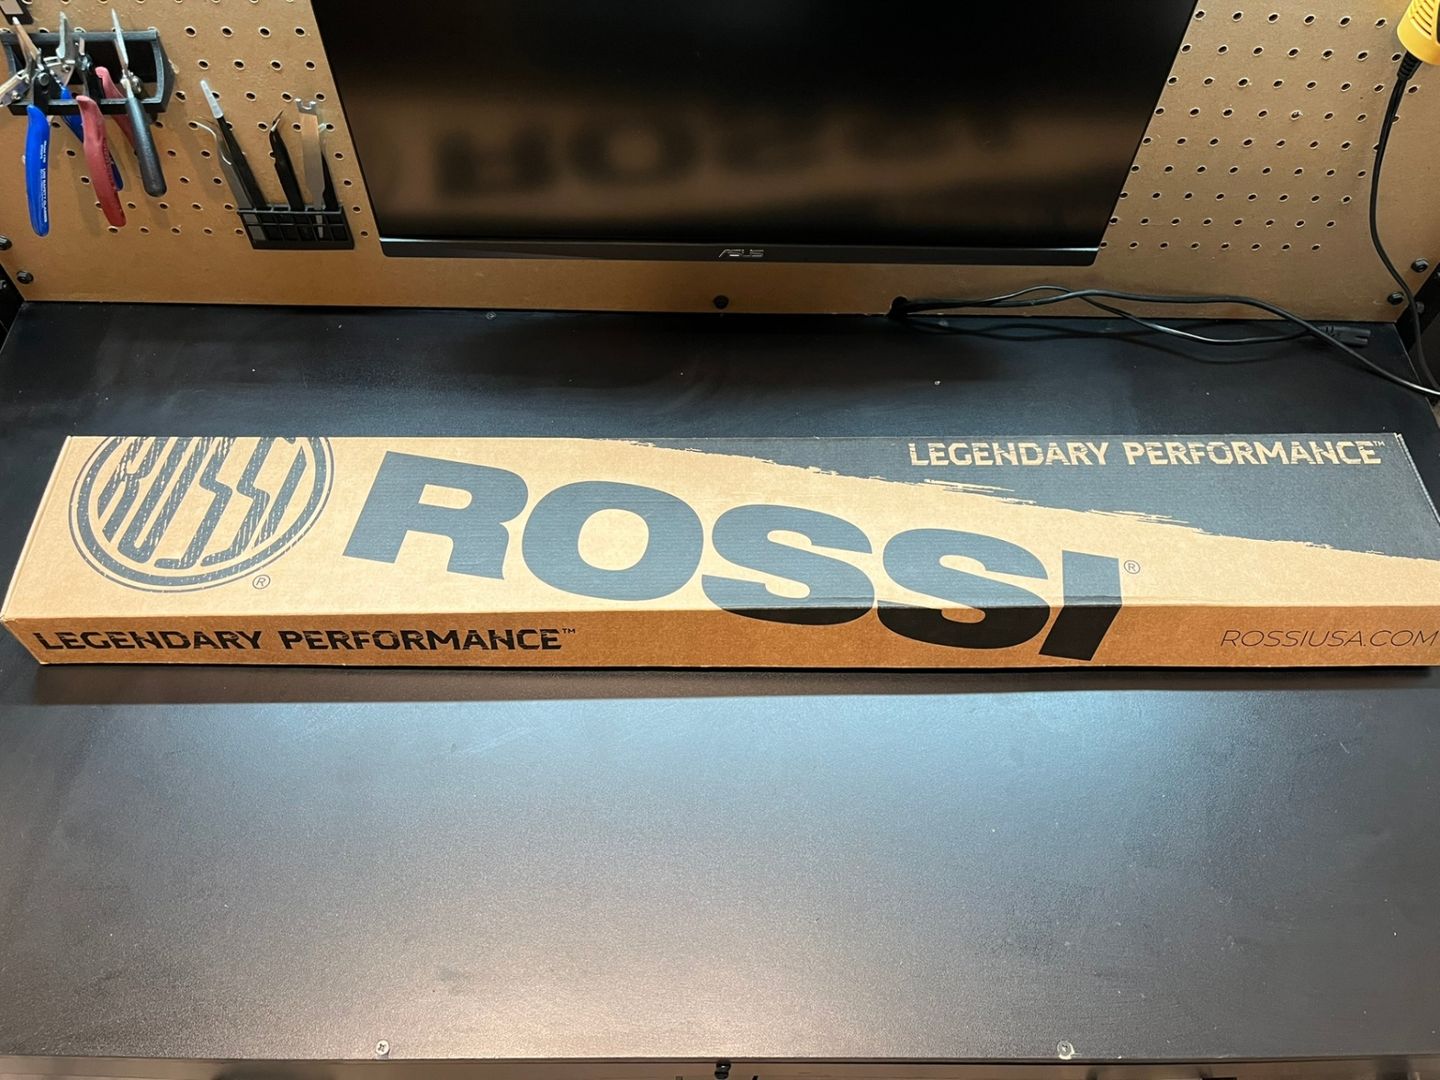 ASUS
ROSSI
LEGENDARY PERFORMANCE™
ROSSI®
®
LEGENDARY PERFORMANCE™
ROSSIUSA.COM